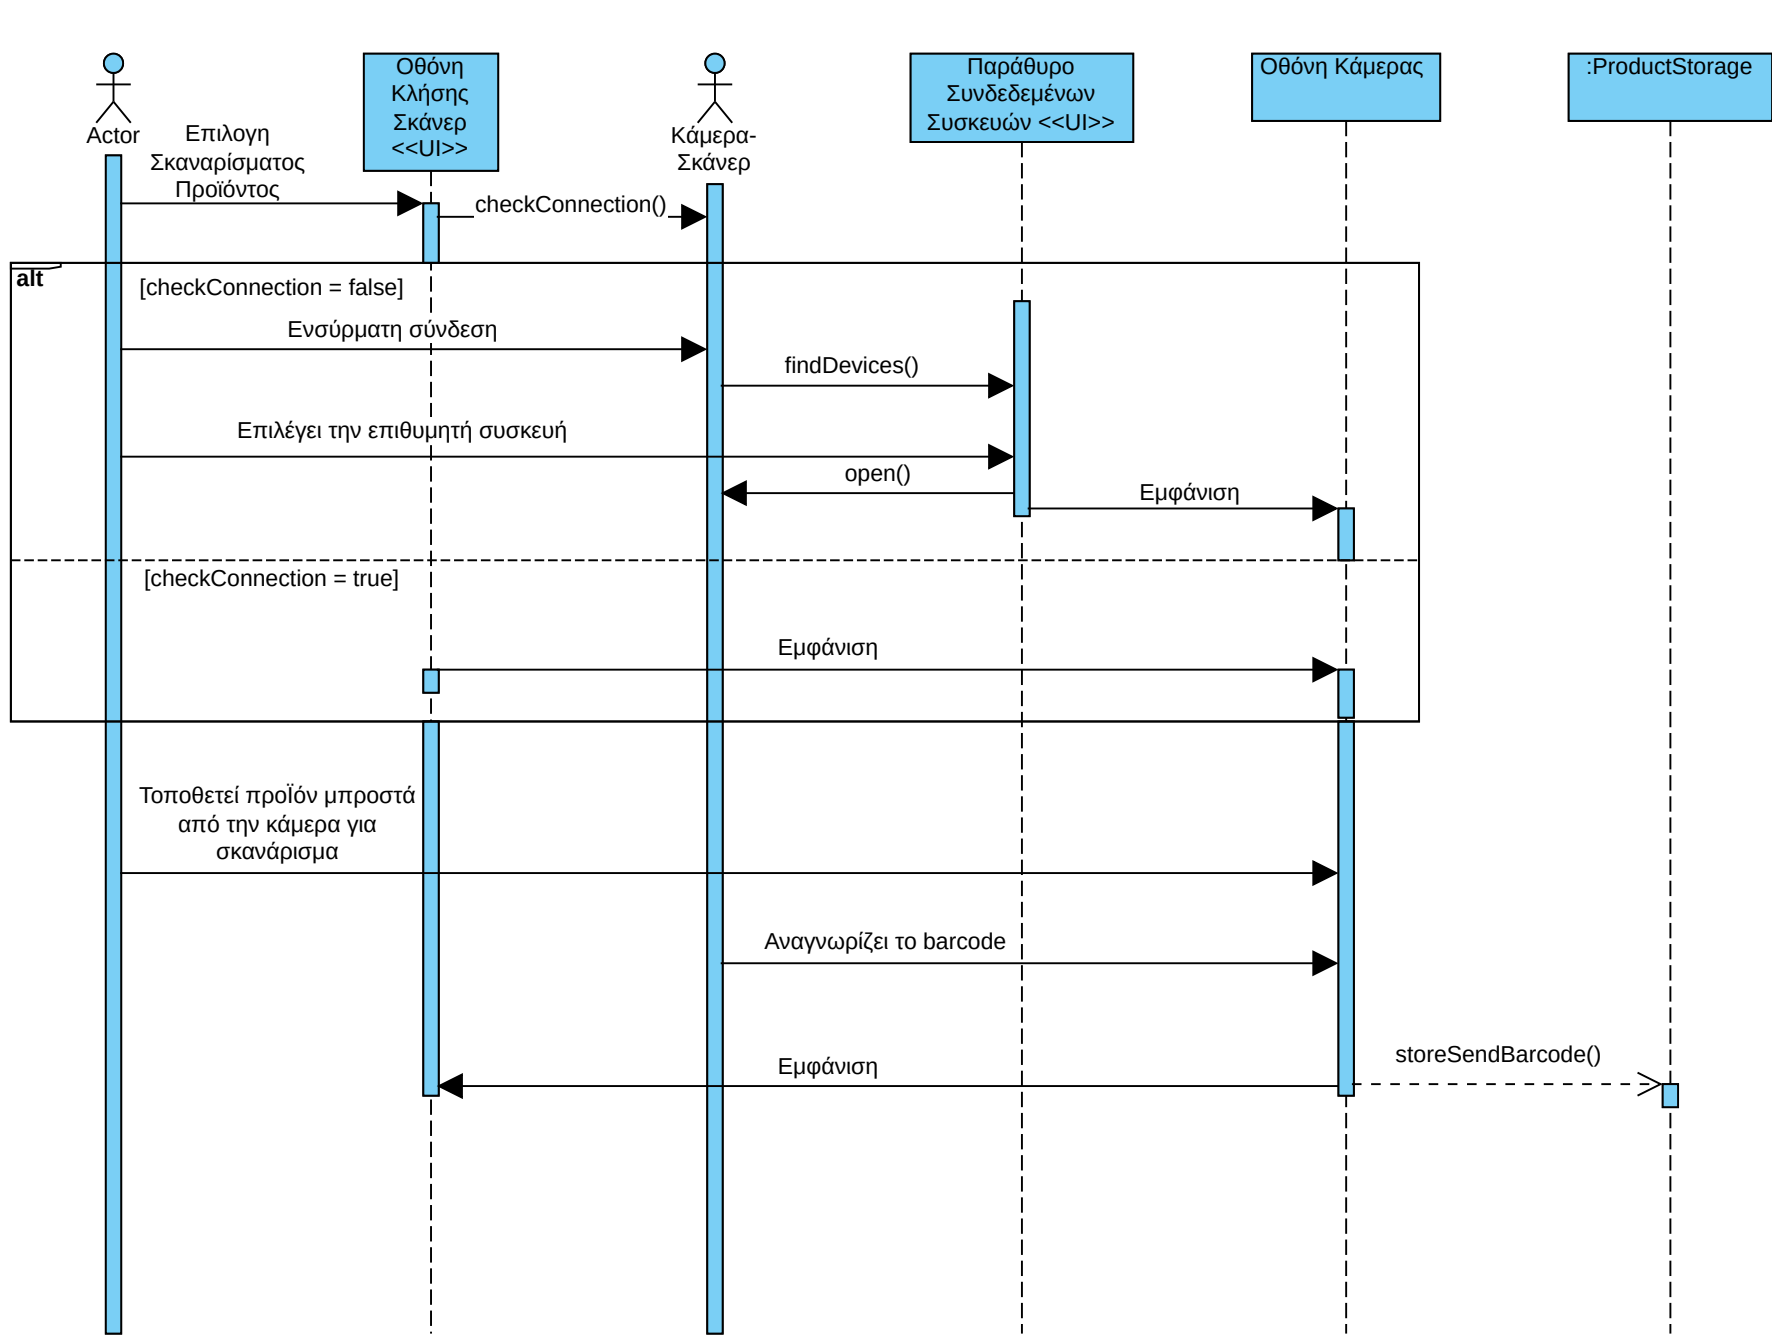 Actor
Οθόνη
Κλήσης
Σκάνερ
<<UI>>
Κάμερα-
Σκάνερ
Παράθυρο
Συνδεδεμένων
Συσκευών <<UI>>
Οθόνη Κάμερας
:ProductStorage
Επιλογη
Σκαναρίσματος
Προϊόντος
checkConnection()
alt
[checkConnection = false]
Ενσύρματη σύνδεση
findDevices()
Επιλέγει την επιθυμητή συσκευή
open()
Εμφάνιση
[checkConnection = true]
Εμφάνιση
Τοποθετεί προΪόν μπροστά
από την κάμερα για
σκανάρισμα
Αναγνωρίζει το barcode
storeSendBarcode()
Εμφάνιση